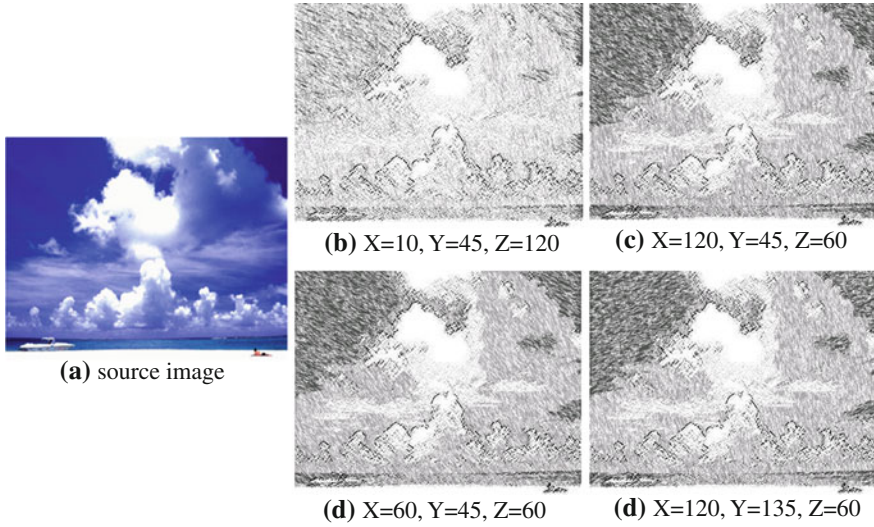 (b) X=10, Y=45, Z=120
(c) X=120, Y=45, Z=60
(a) source image
(d) X=60, Y=45, Z=60
(d) X=120, Y=135, Z=60